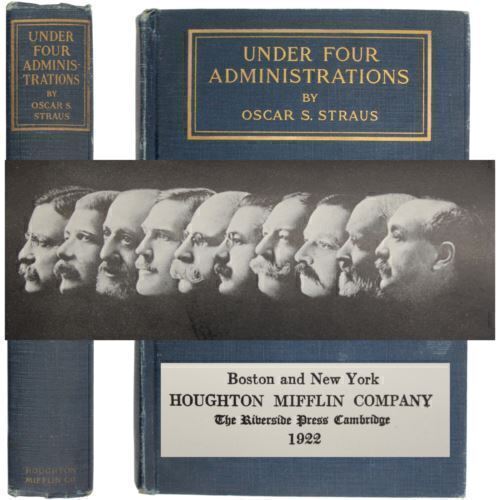 UNDER
FOUR
ADMINIS-
TRATIONS
BY
OSCAR S.
STRAUS
HOUGHTON
MIFFLIN CO.
UNDER FOUR
ADMINISTRATIONS
BY
OSCAR S. STRAUS
Boston and New York
HOUGHTON MIFFLIN COMPANY
The Riverside Press Cambridge
1922